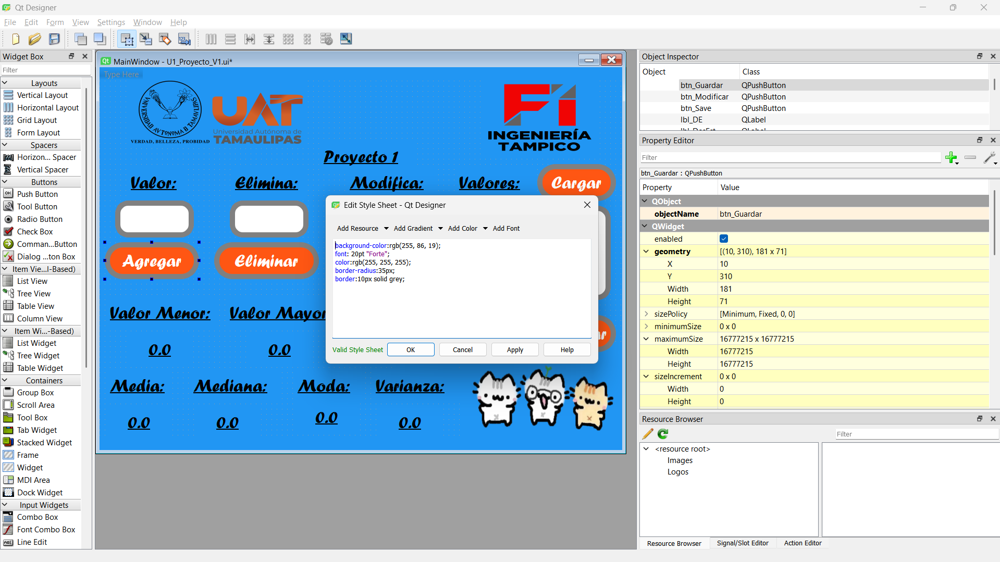 Qt Designer
File Edit Form View Settings Window Help
Widget Box
Filter
Layouts
Vertical Layout
Horizontal Layout
Grid Layout
Form Layout
Spacers
Horizon... Spacer
Vertical Spacer
Buttons
Push Button
Tool Button
Radio Button
Check Box
Comman...Button
Dialog ...ton Box
Item Vie...l-Based)
List View
Tree View
Table View
Column View
Item Wi...-Based)
List Widget
Tree Widget
Table Widget
Containers
Group Box
Scroll Area
Tool Box
Tab Widget
Stacked Widget
Frame
Widget
MDI Area
Dock Widget
Input Widgets
Combo Box
Font Combo Box
Line Edit
MainWindow - U1_Proyecto_V1.ui*
Type Here
VNIVERSIDAD AVTONOMA D TAMAVLIPAS
VERDAD, BELLEZA, PROBIDAD
UAT
Universidad Autónoma de
TAMAULIPAS
FI
INGENIERÍA
TAMPICO
Proyecto 1
Valor: Elimina: Modifica: Valores: Cargar
Agregar Eliminar
Valor Menor: Valor Mayor
0.0 0.0
Media: Mediana: Moda: Varianza:
0.0 0.0 0.0 0.0
Edit Style Sheet - Qt Designer
Add Resource Add Gradient Add Color Add Font
background-color:rgb(255, 86, 19);
font: 20pt "Forte";
color:rgb(255, 255, 255);
border-radius:35px;
border:10px solid grey;
Valid Style Sheet OK Cancel Apply Help
Object Inspector
Object Class
btn_Guardar QPushButton
btn_Modificar QPushButton
btn_Save QPushButton
lbl_DE QLabel
Property Editor
Filter
btn_Guardar : QPushButton
Property Value
QObject
objectName btn_Guardar
QWidget
enabled
geometry [(10, 310), 181 x 71]
X 10
Y 310
Width 181
Height 71
sizePolicy [Minimum, Fixed, 0, 0]
minimumSize 0 x 0
maximumSize 16777215 x 16777215
Width 16777215
Height 16777215
sizeIncrement 0 x 0
Width 0
Height 0
Resource Browser
Filter
<resource root>
Images
Logos
Resource Browser Signal/Slot Editor Action Editor